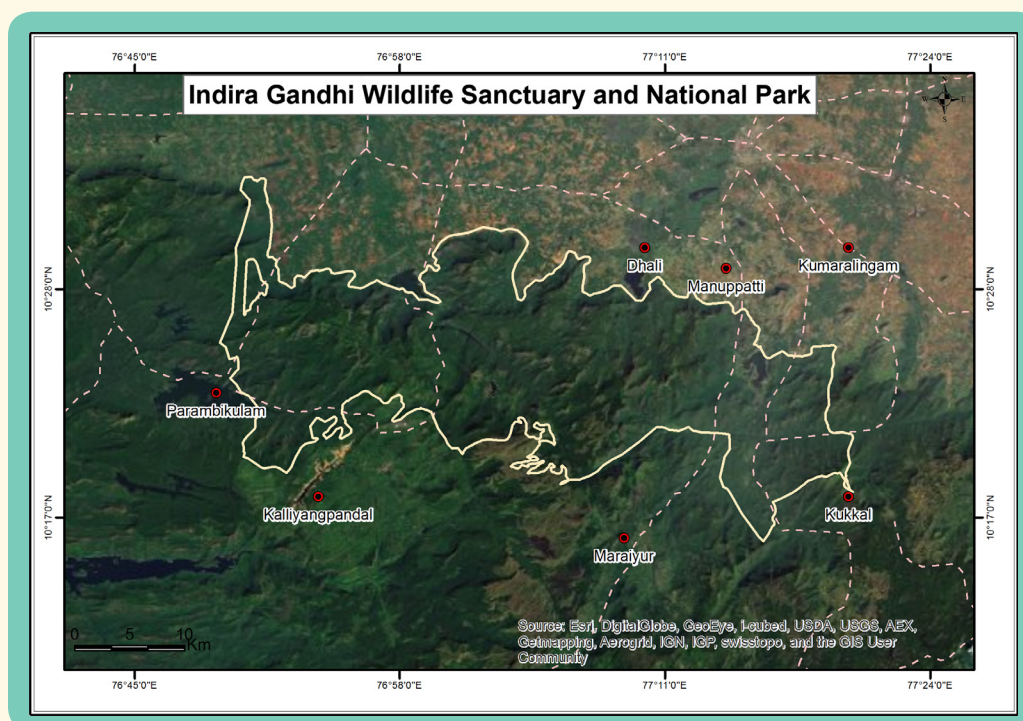 76°45'0"E 76°58'0"E 77°11'0"E 77°24'0"E
Indira Gandhi Wildlife Sanctuary and National Park
N
W E
S
Dhali
Kumaralingam
Manuppatti
10°28'0"N 10°28'0"N
Parambikulam
Kalliyangpandal
Kukkal
10°17'0"N 10°17'0"N
Maraiyur
0 5 10
Km
Source: Esri, DigitalGlobe, GeoEye, i-cubed, USDA, USGS, AEX,
Getmapping, Aerogrid, IGN, IGP, swisstopo, and the GIS User
Community
76°45'0"E 76°58'0"E 77°11'0"E 77°24'0"E